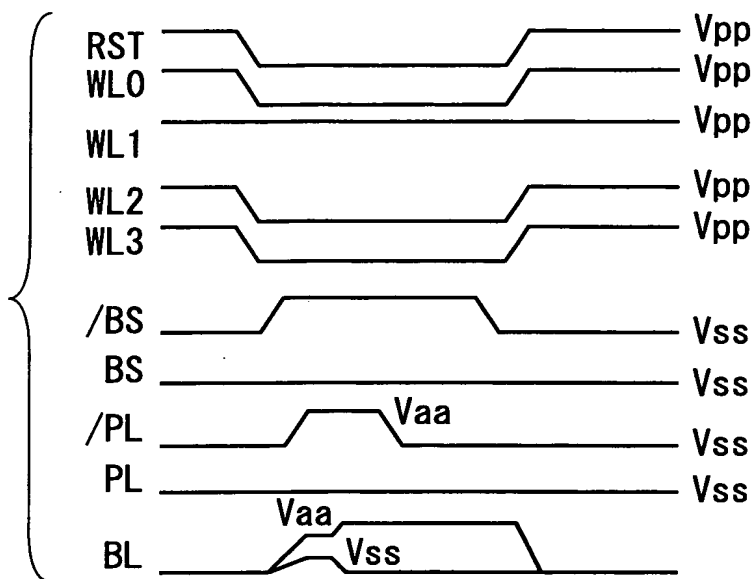 RST Vpp
WL0 Vpp
WL1 Vpp
WL2 Vpp
WL3 Vpp
/BS Vss
BS Vss
/PL Vaa Vss
PL Vss
Vaa
BL Vss